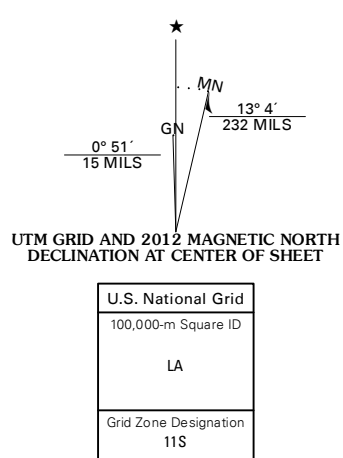 ★
MN
GN
13° 4´
232 MILS
0° 51´
15 MILS
UTM GRID AND 2012 MAGNETIC NORTH
DECLINATION AT CENTER OF SHEET
U.S. National Grid
100,000-m Square ID
LA
Grid Zone Designation
11S